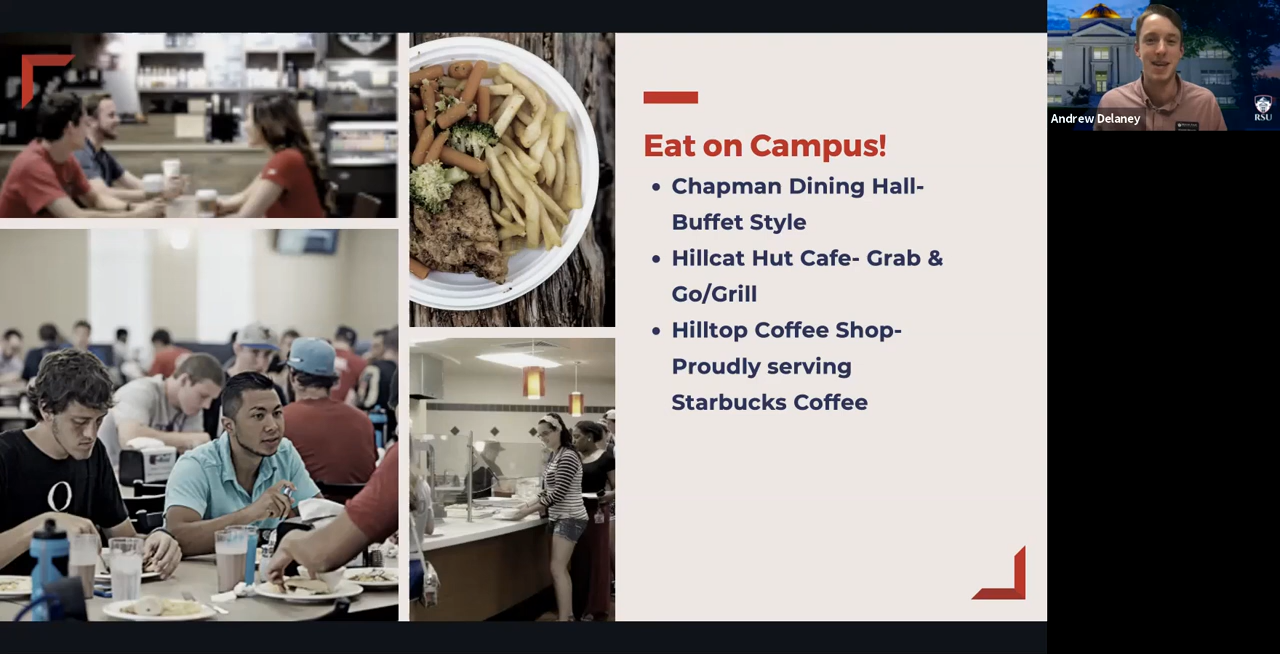 Eat on Campus!
• Chapman Dining Hall-
Buffet Style
• Hillcat Hut Cafe- Grab &
Go/Grill
• Hilltop Coffee Shop-
Proudly serving
Starbucks Coffee
Andrew Delaney
RSU